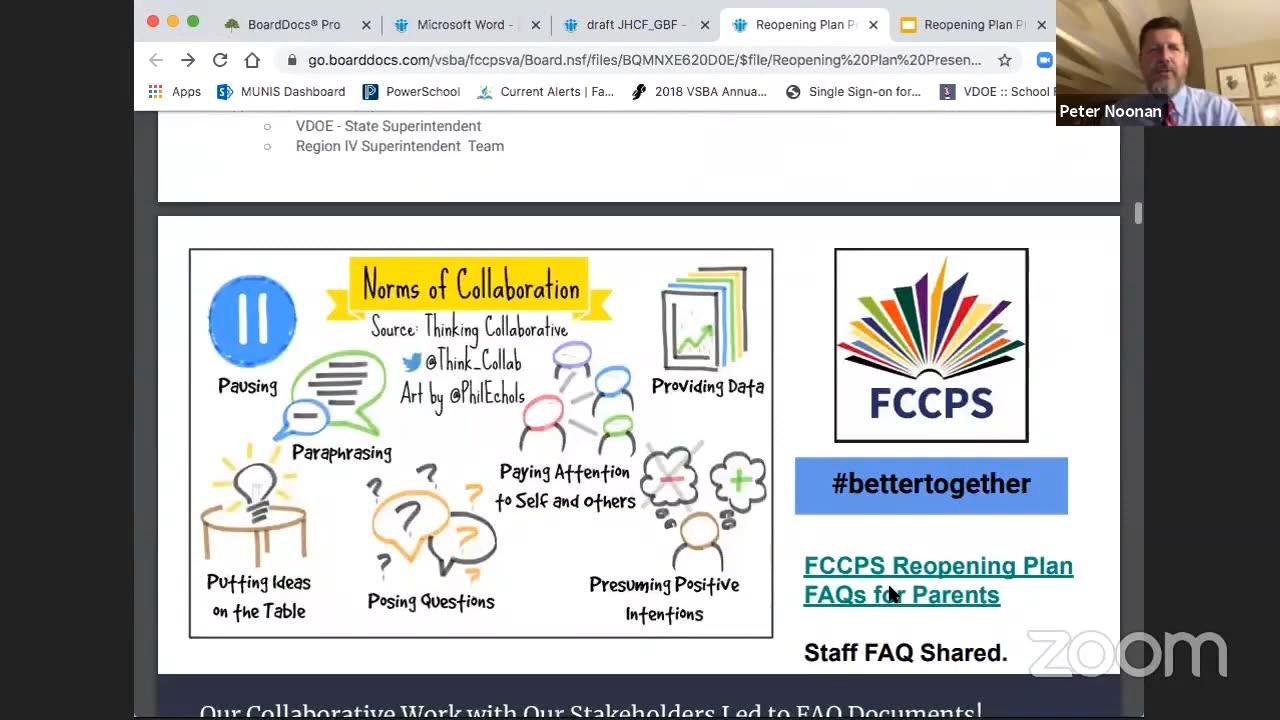 BoardDocs® Pro
Microsoft Word -
draft JHCF_GBF -
Reopening Plan P
Reopening Plan P
go.boarddocs.com/vsba/fccpsva/Board.nsf/files/BQMNXE620D0E/$file/Reopening%20Plan%20Presen...
Apps
MUNIS Dashboard
PowerSchool
Current Alerts | Fa...
2018 VSBA Annua...
Single Sign-on for...
VDOE :: School F
Peter Noonan
VDOE - State Superintendent
Region IV Superintendent Team
Norms of Collaboration
Source: Thinking Collaborative
@Think_Collab
Art by @PhilEchols
Pausing
Paraphrasing
Providing Data
Paying Attention
to Self and Others
Putting Ideas
on the Table
Posing Questions
Presuming Positive
Intentions
FCCPS
#bettertogether
FCCPS Reopening Plan
FAQs for Parents
Staff FAQ Shared.
zoom
Our Collaborative Work with Our Stakeholders Led to FAQ Documents!